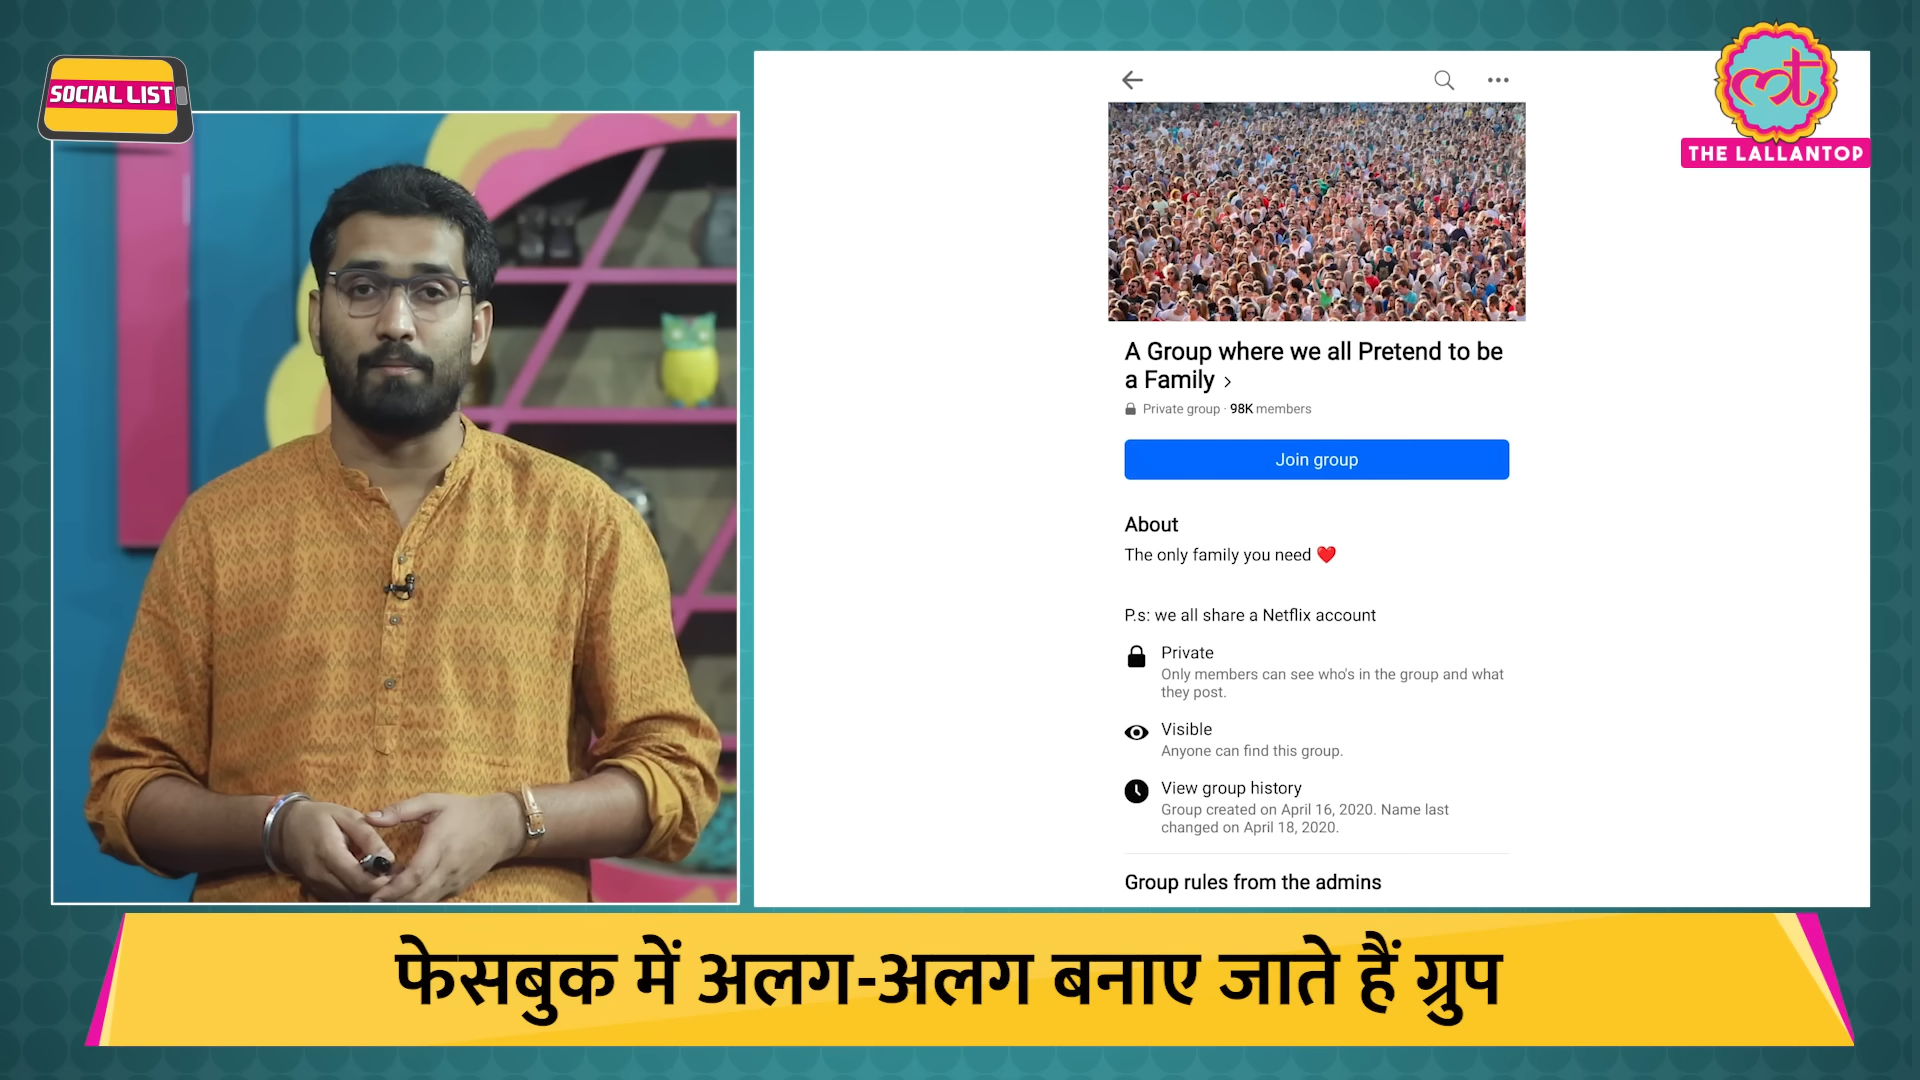 SOCIAL LIST
THE LALLANTOP
A Group where we all Pretend to be
a Family >
Private group · 98K members
Join group
About
The only family you need ❤️
P.s: we all share a Netflix account
Private
Only members can see who's in the group and what
they post.
Visible
Anyone can find this group.
View group history
Group created on April 16, 2020. Name last
changed on April 18, 2020.
Group rules from the admins
फेसबुक में अलग-अलग बनाए जाते हैं ग्रुप